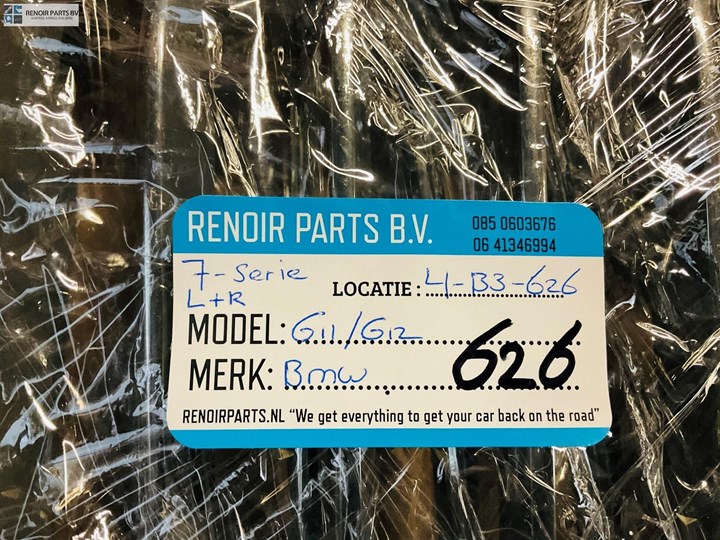 RENOIR PARTS B.V.
RENOIR PARTS B.V.
085 0603676
06 41346994
7-Serie
L+R
LOCATIE: 4-B3-626
MODEL: G11/G12
MERK: Bmw
626
RENOIRPARTS.NL “We get everything to get your car back on the road”